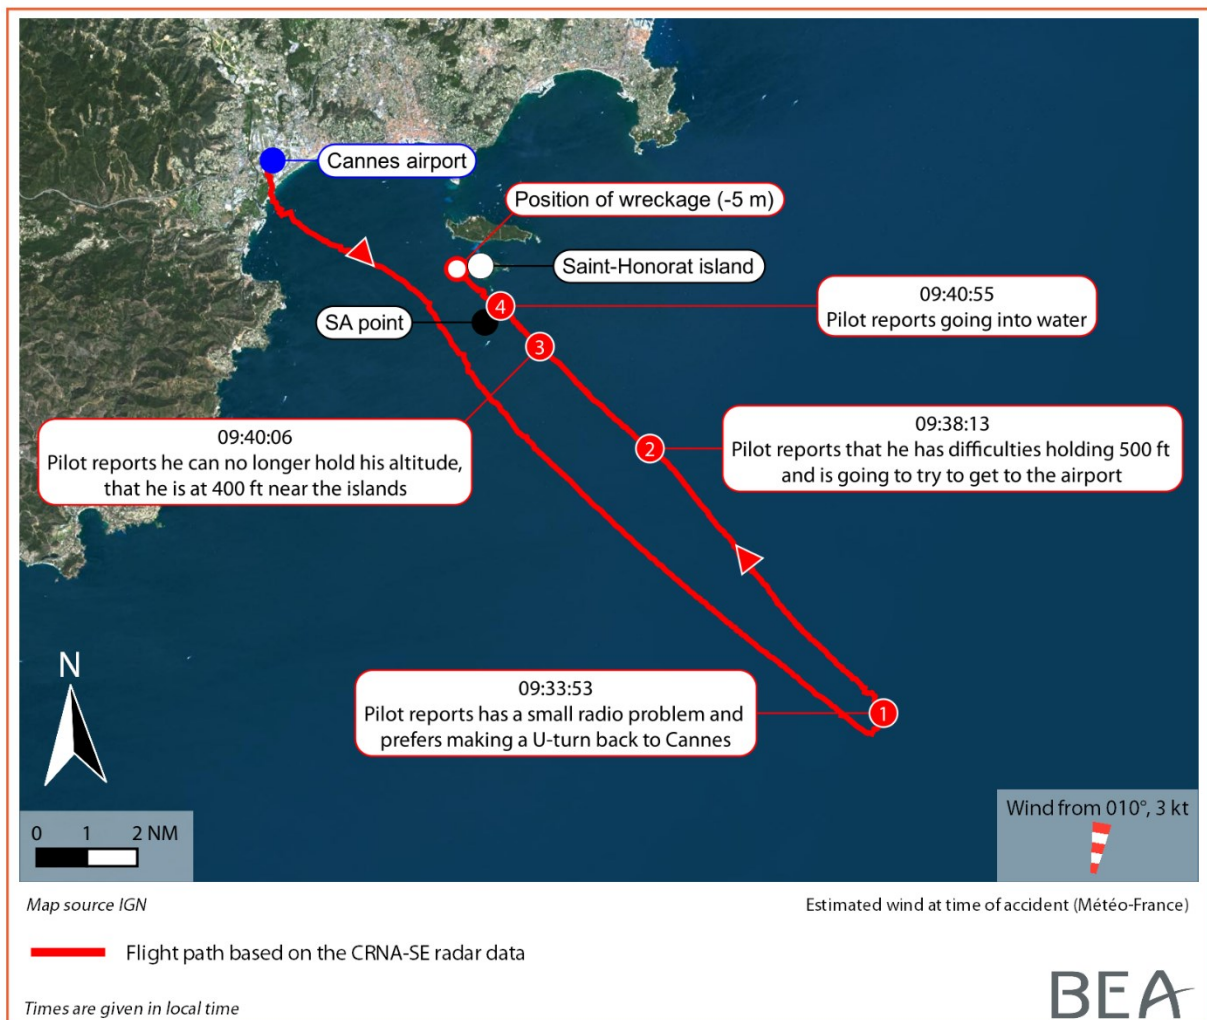 Cannes airport
Position of wreckage (-5 m)
Saint-Honorat island
SA point
4
3
09:40:55
Pilot reports going into water
09:40:06
Pilot reports he can no longer hold his altitude,
that he is at 400 ft near the islands
2
09:38:13
Pilot reports that he has difficulties holding 500 ft
and is going to try to get to the airport
N
09:33:53
Pilot reports has a small radio problem and
prefers making a U-turn back to Cannes
1
0 1 2 NM
Wind from 010°, 3 kt
Map source IGN
Estimated wind at time of accident (Météo-France)
Flight path based on the CRNA-SE radar data
Times are given in local time
BEA